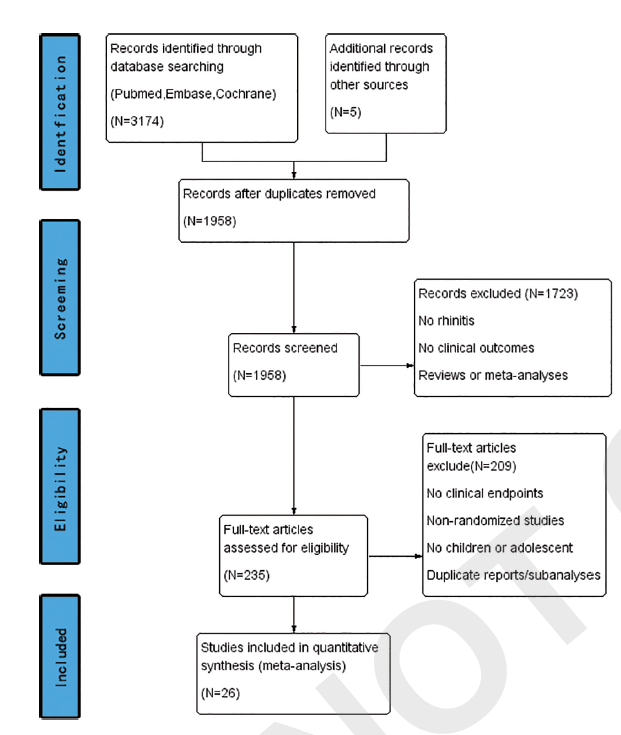 Identfication
Records identified through
database searching
(Pubmed,Embase,Cochrane)
(N=3174)
Additional records
identified through
other sources
(N=5)
Records after duplicates removed
(N=1958)
Screeming
Records screened
(N=1958)
Records excluded (N=1723)
No rhinitis
No clinical outcomes
Reviews or meta-analyses
Eligibility
Full-text articles
assessed for eligibility
(N=235)
Full-text articles
exclude(N=209)
No clinical endpoints
Non-randomized studies
No children or adolescent
Duplicate reports/subanalyses
Included
Studies included in quantitative
synthesis (meta-analysis)
(N=26)
NOT